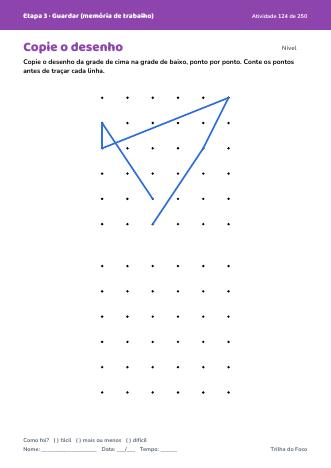 Etapa 3 · Guardar (memória de trabalho)
Atividade 124 de 250
Copie o desenho
Nível
Copie o desenho da grade de cima na grade de baixo, ponto por ponto. Conte os pontos
antes de traçar cada linha.
Como foi? ( ) fácil ( ) mais ou menos ( ) difícil
Nome: ____________________ Data: ___/___ Tempo: ______
Trilha do Foco